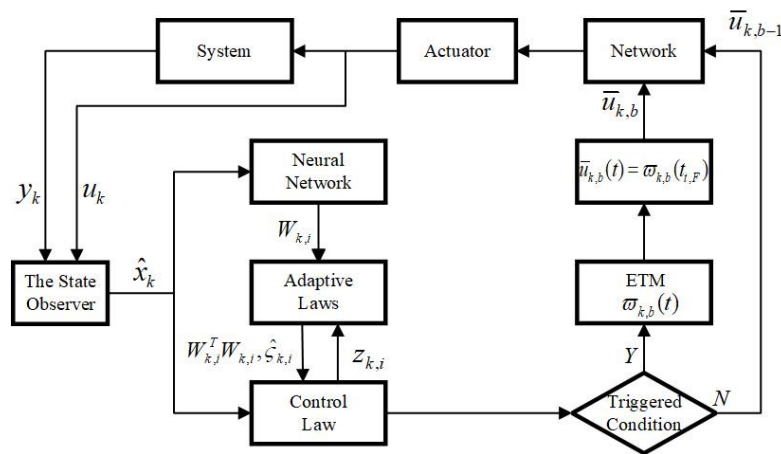 System
Actuator
Network
ū_{k,b−1}
ū_{k,b}
Neural
Network
ū_{k,b}(t) = ϖ_{k,b}(t_{i,F})
y_k
u_k
W_{k,i}
The State
Observer
x̂_k
Adaptive
Laws
ETM
ϖ_{k,b}(t)
W_{k,i}^T W_{k,i}, ς̂_{k,i}
z_{k,i}
Y
Control
Law
Triggered
Condition
N